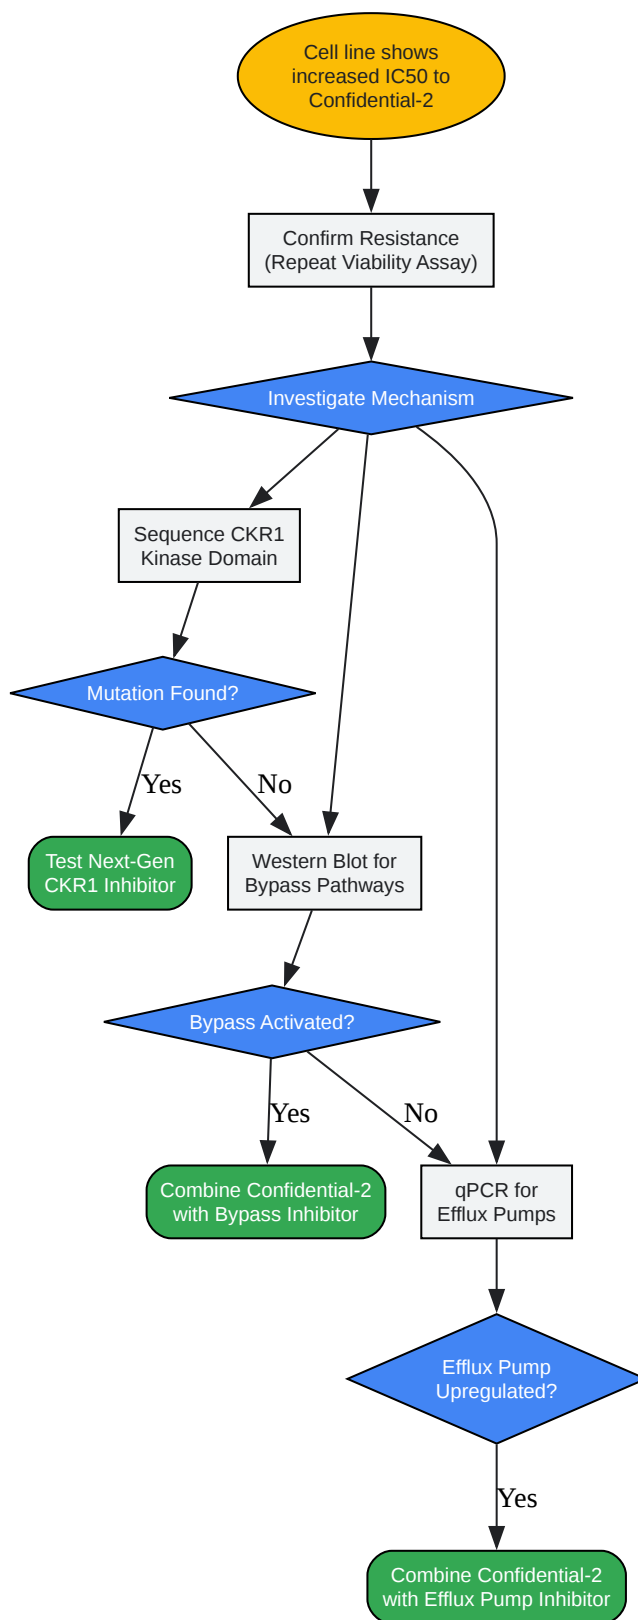 Cell line shows
increased IC50 to
Confidential-2
Confirm Resistance
(Repeat Viability Assay)
Investigate Mechanism
Sequence CKR1
Kinase Domain
Mutation Found?
Yes
No
Test Next-Gen
CKR1 Inhibitor
Western Blot for
Bypass Pathways
Bypass Activated?
Yes
No
Combine Confidential-2
with Bypass Inhibitor
qPCR for
Efflux Pumps
Efflux Pump
Upregulated?
Yes
Combine Confidential-2
with Efflux Pump Inhibitor